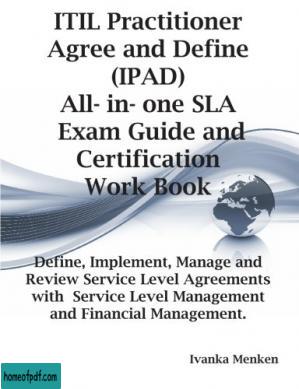 ITIL Practitioner
Agree and Define
(IPAD)
All- in- one SLA
Exam Guide and
Certification
Work Book
Define, Implement, Manage and
Review Service Level Agreements
with Service Level Management
and Financial Management.
Ivanka Menken
homeofpdf.com